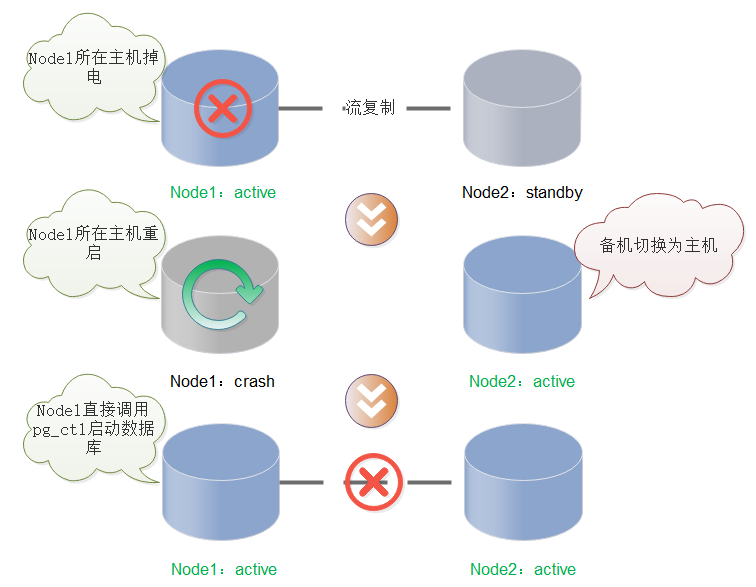 Node1所在主机掉
电
流复制
Node1：active
Node2：standby
Node1所在主机重
启
备机切换为主机
Node1：crash
Node2：active
Node1直接调用
pg_ctl启动数据
库
Node1：active
Node2：active